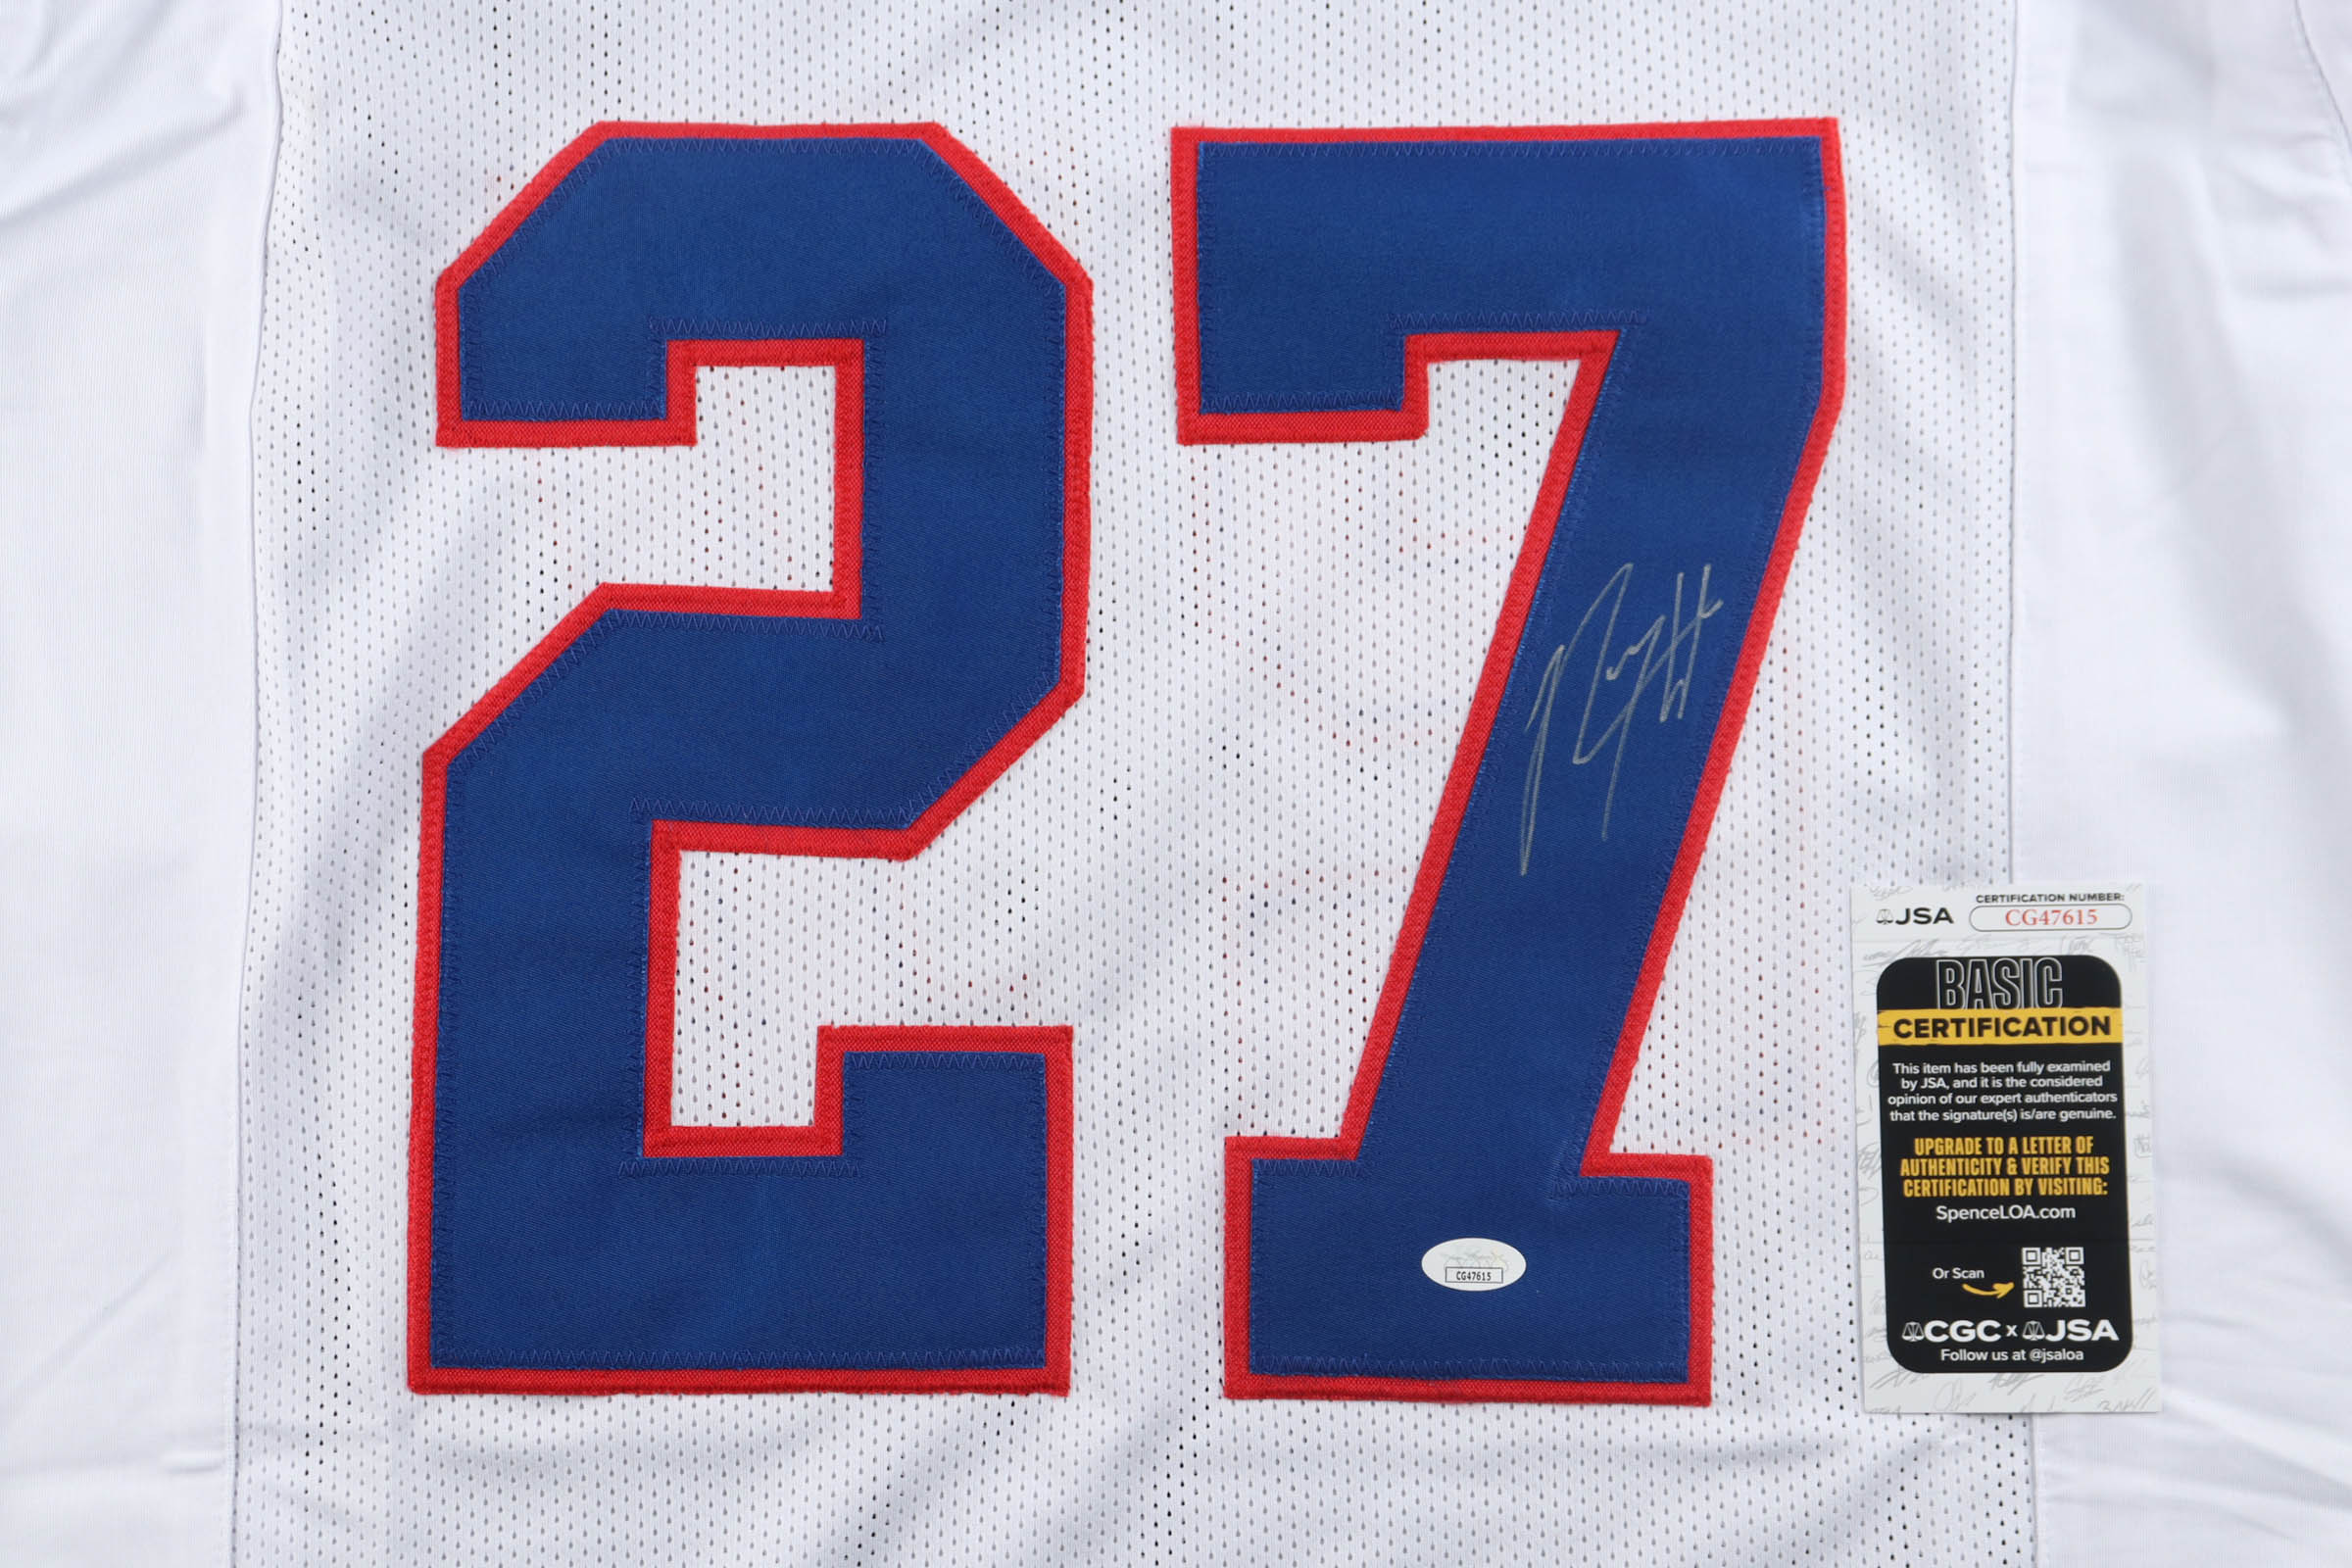 27
JSA
CERTIFICATION NUMBER:
CG47615
BASIC
CERTIFICATION
This item has been fully examined
by JSA, and it is the considered
opinion of our expert authenticators
that the signature(s) is/are genuine.
UPGRADE TO A LETTER OF
AUTHENTICITY & VERIFY THIS
CERTIFICATION BY VISITING:
SpenceLOA.com
Or Scan
CGC x JSA
Follow us at @jsaloa
CG47615